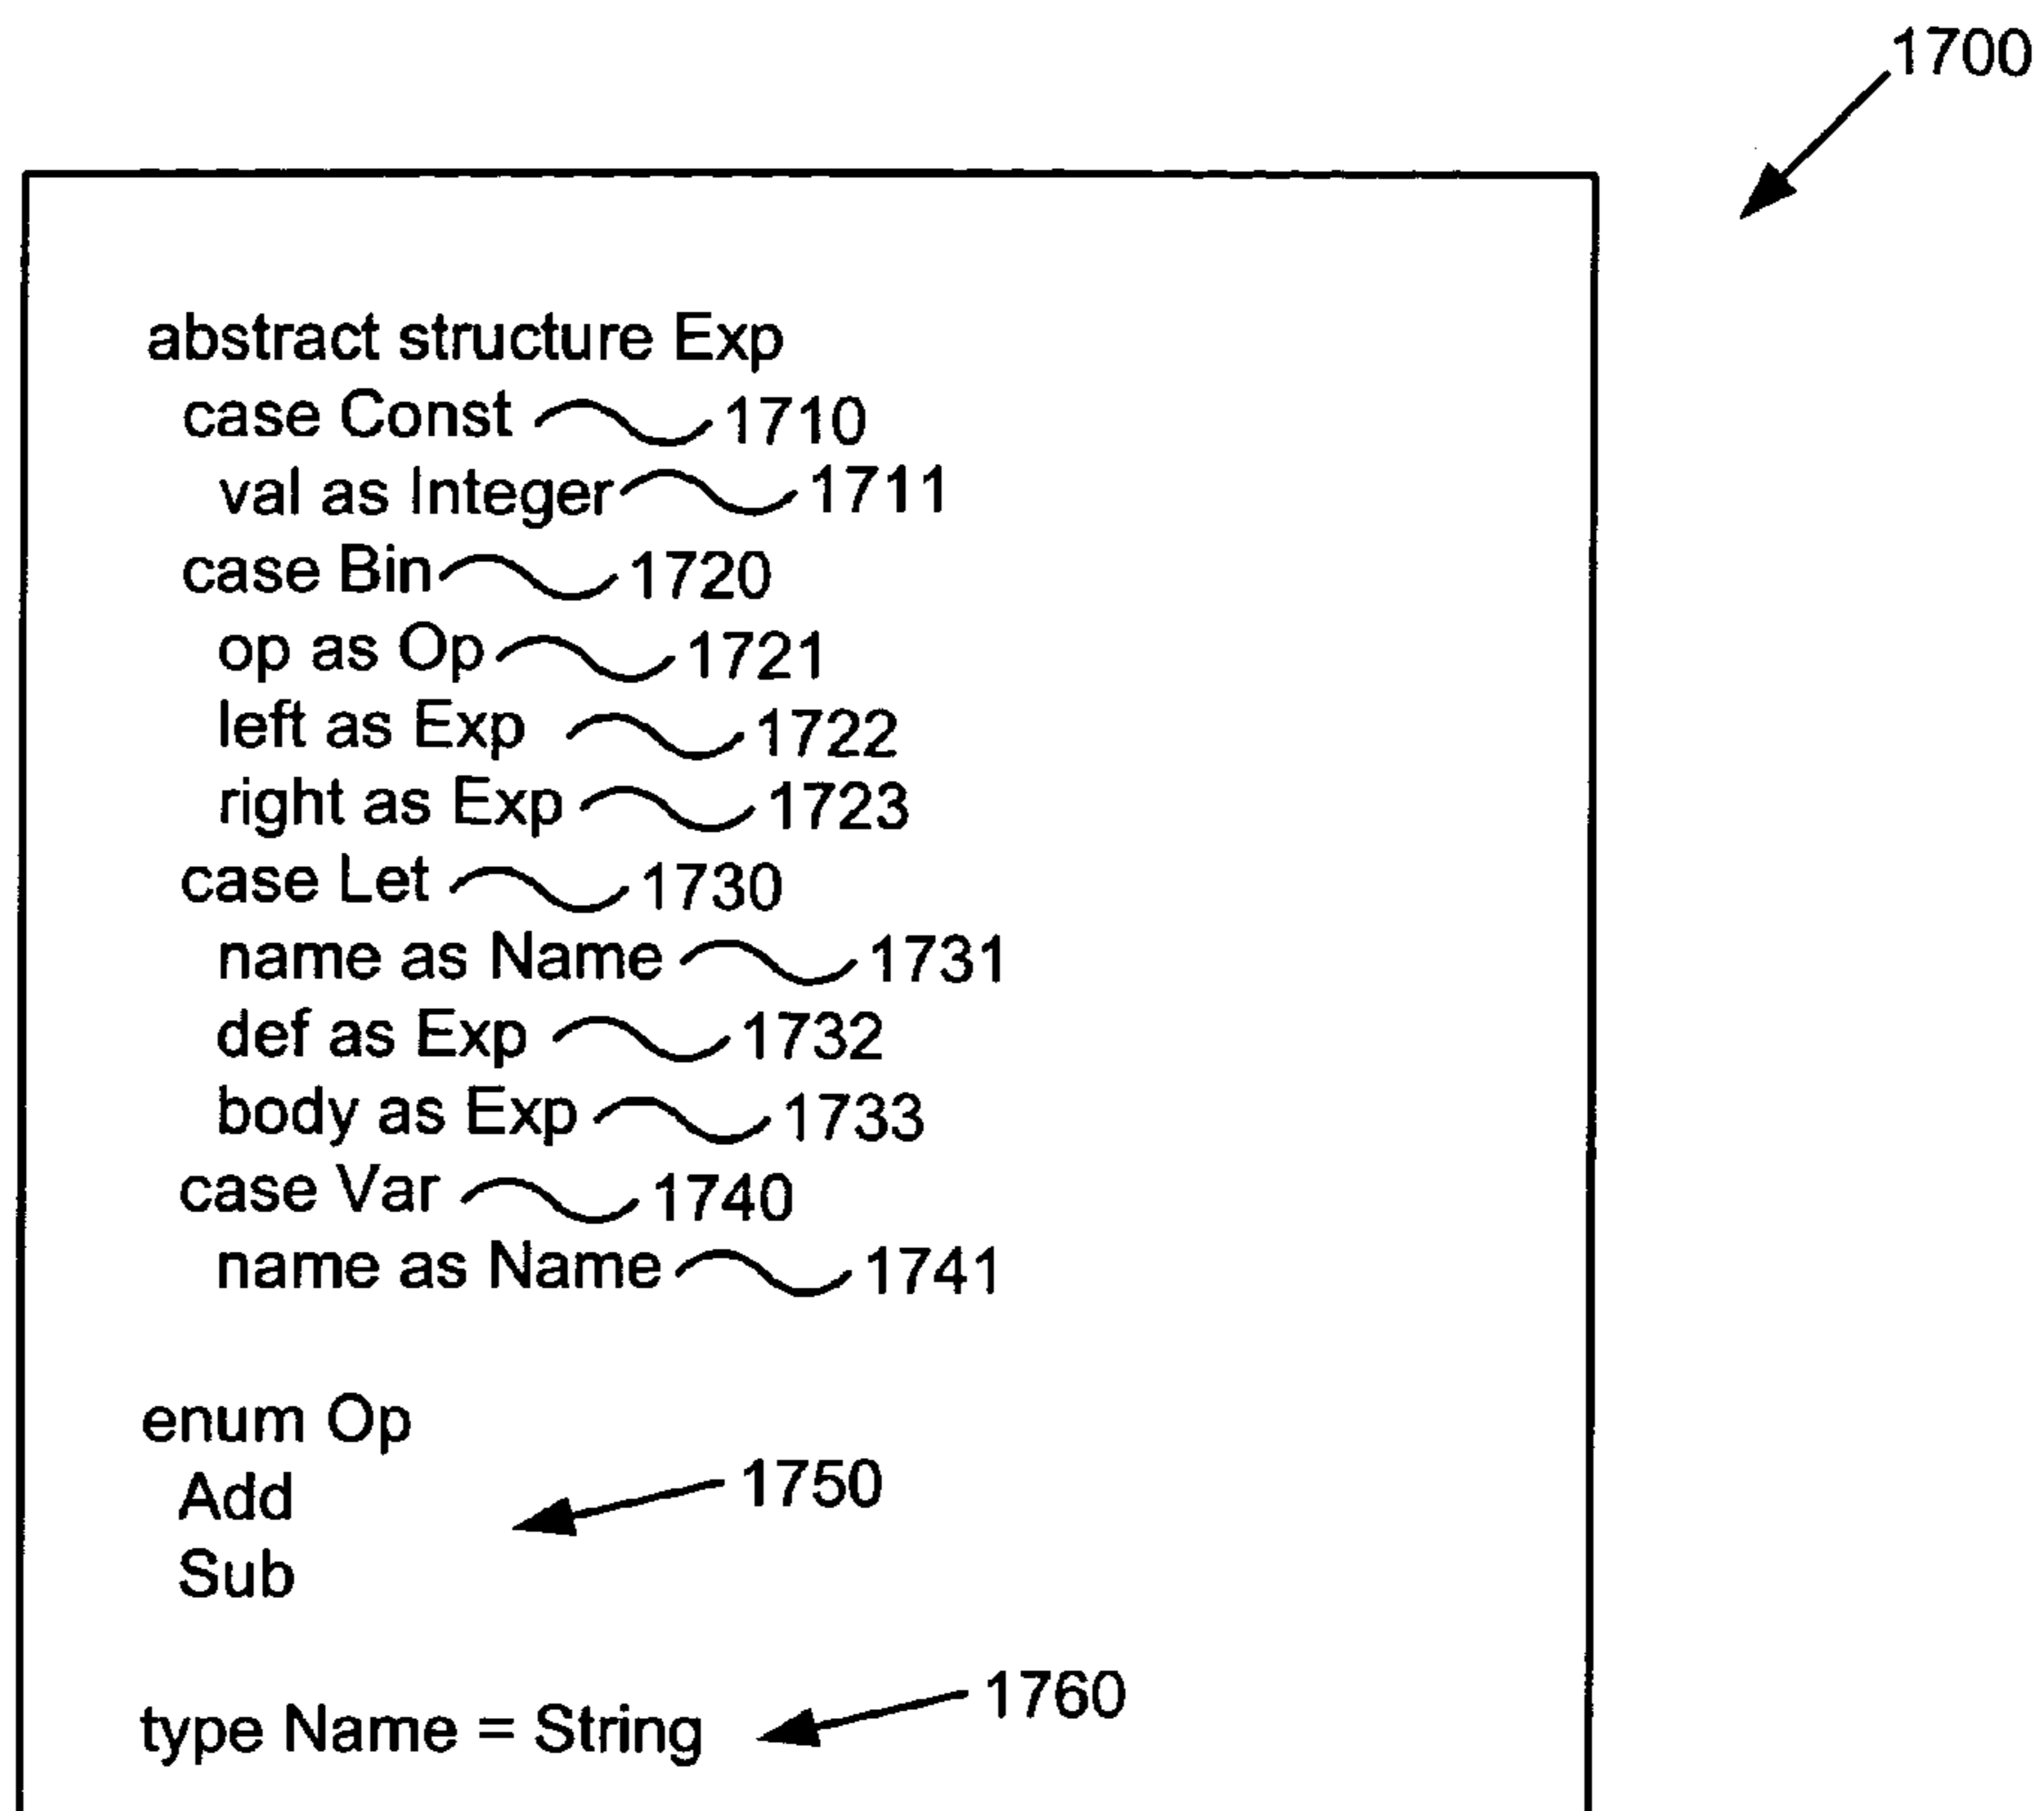 1700
abstract structure Exp
case Const 1710
val as Integer 1711
case Bin 1720
op as Op 1721
left as Exp 1722
right as Exp 1723
case Let 1730
name as Name 1731
def as Exp 1732
body as Exp 1733
case Var 1740
name as Name 1741
enum Op
Add 1750
Sub
type Name = String 1760